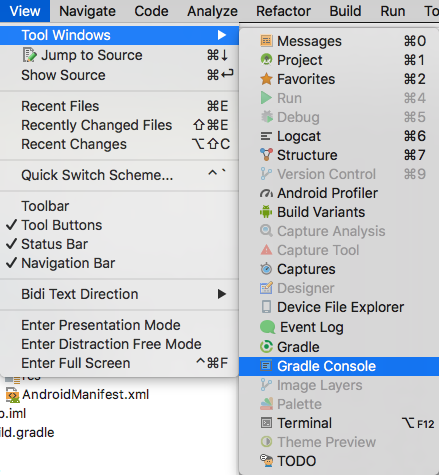 View Navigate Code Analyze Refactor Build Run To
Tool Windows ▶
Jump to Source ⌘↓
Show Source ⌘↩
Recent Files ⌘E
Recently Changed Files ⇧⌘E
Recent Changes ⌥⇧C
Quick Switch Scheme... ^ `
Toolbar
✓ Tool Buttons
✓ Status Bar
✓ Navigation Bar
Bidi Text Direction ▶
Enter Presentation Mode
Enter Distraction Free Mode
Enter Full Screen ^⌘F
res
AndroidManifest.xml
p.iml
ild.gradle
Messages ⌘0
Project ⌘1
Favorites ⌘2
Run ⌘4
Debug ⌘5
Logcat ⌘6
Structure ⌘7
Version Control ⌘9
Android Profiler
Build Variants
Capture Analysis
Capture Tool
Captures
Designer
Device File Explorer
Event Log
Gradle
Gradle Console
Image Layers
Palette
Terminal ⌥F12
Theme Preview
TODO